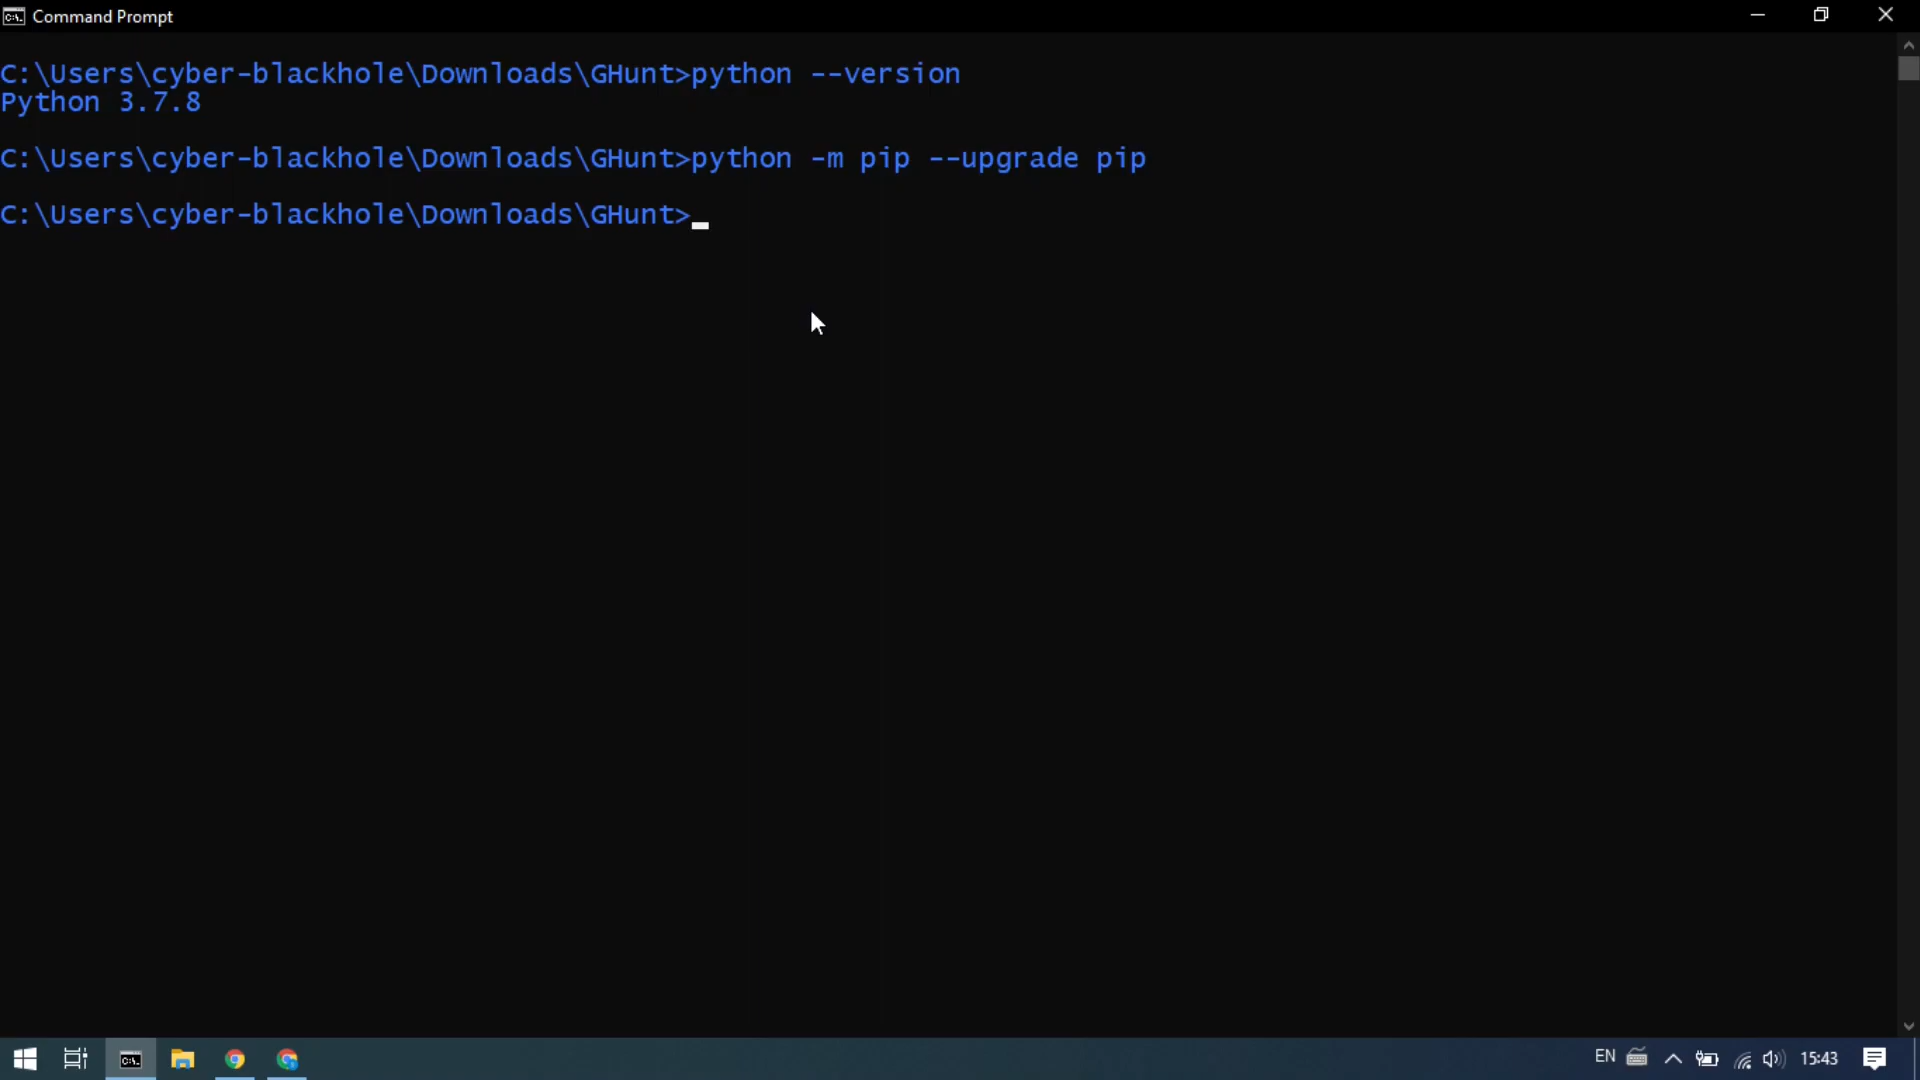 Command Prompt
C:\Users\cyber-blackhole\Downloads\GHunt>python --version
Python 3.7.8
C:\Users\cyber-blackhole\Downloads\GHunt>python -m pip --upgrade pip
C:\Users\cyber-blackhole\Downloads\GHunt>
EN
15:43